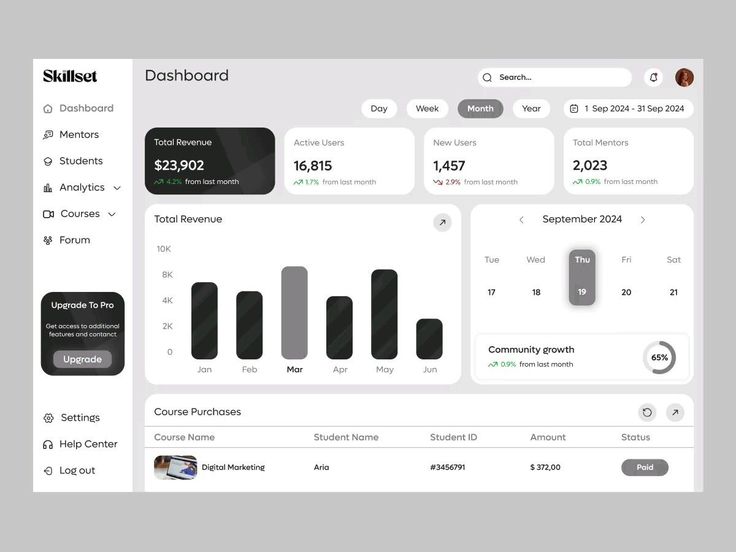 Skillset
Dashboard
Mentors
Students
Analytics
Courses
Forum
Upgrade To Pro
Get access to additional
features and contanct
Upgrade
Settings
Help Center
Log out
Dashboard
Search...
Day
Week
Month
Year
1 Sep 2024 - 31 Sep 2024
Total Revenue
$23,902
4.2% from last month
Active Users
16,815
1.7% from last month
New Users
1,457
2.9% from last month
Total Mentors
2,023
0.9% from last month
Total Revenue
10K
8K
4K
2K
0
Jan Feb Mar Apr May Jun
September 2024
Tue Wed Thu Fri Sat
17 18 19 20 21
Community growth
0.9% from last month
65%
Course Purchases
Course Name Student Name Student ID Amount Status
Digital Marketing Aria #3456791 $ 372,00 Paid